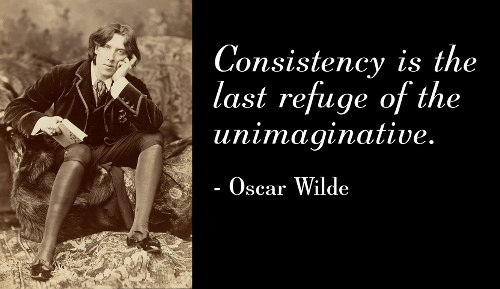 Consistency is the
last refuge of the
unimaginative.
- Oscar Wilde